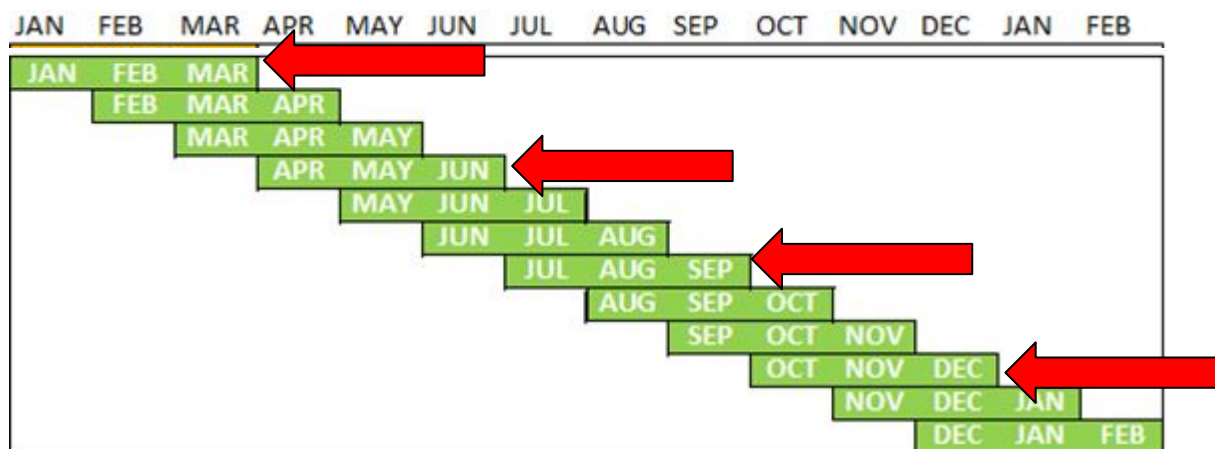 JAN FEB MAR APR MAY JUN JUL AUG SEP OCT NOV DEC JAN FEB
JAN FEB MAR
FEB MAR APR
MAR APR MAY
APR MAY JUN
MAY JUN JUL
JUN JUL AUG
JUL AUG SEP
AUG SEP OCT
SEP OCT NOV
OCT NOV DEC
NOV DEC JAN
DEC JAN FEB